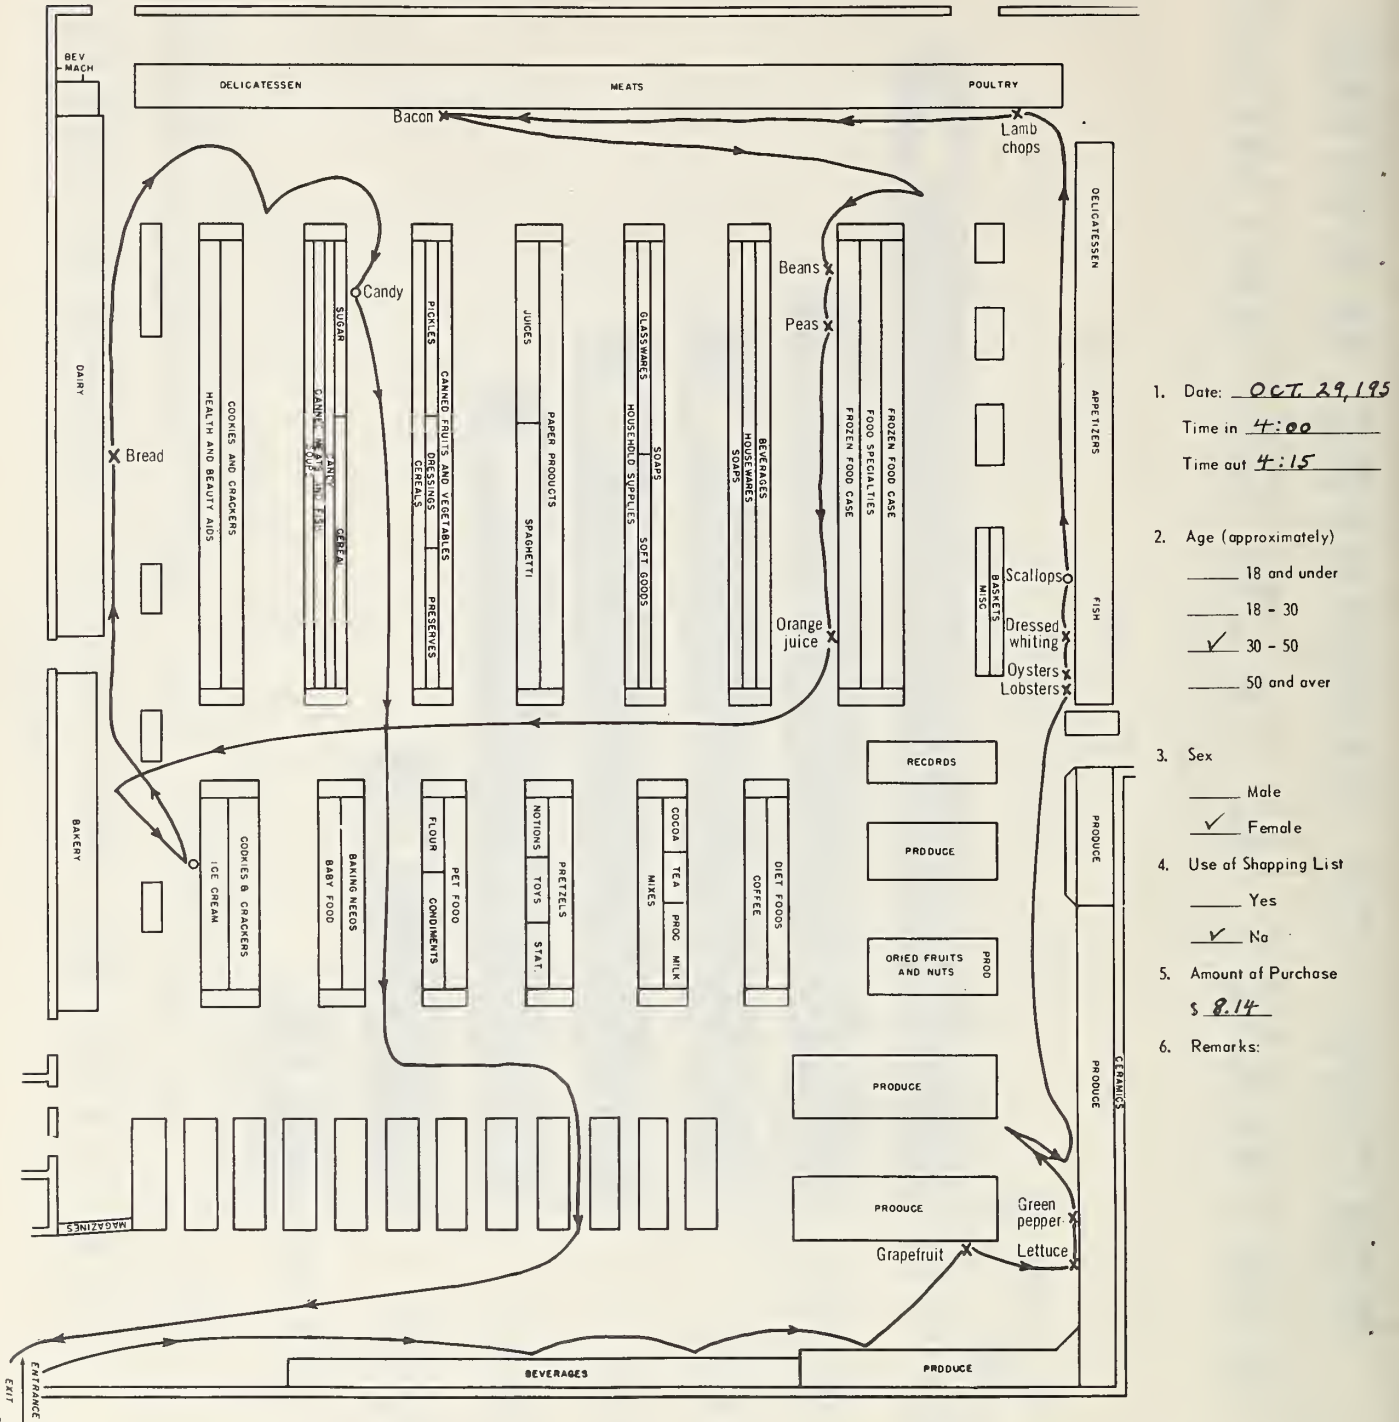 BEV
MACH
DELICATESSEN
MEATS
POULTRY
Bacon
Lamb
chops
DAIRY
DELICATESSEN
APPETIZERS
FISH
Beans
Peas
Candy
Bread
HEALTH AND BEAUTY AIDS
COOKIES AND CRACKERS
SUGAR
CEREAL
PICKLES
CANNED FRUITS AND VEGETABLES
DRESSINGS
CEREALS
PRESERVES
JUICES
SPAGHETTI
PAPER PRODUCTS
GLASSWARES
HOUSEHOLD SUPPLIES
SOAPS
SOFT GOODS
SOAPS
HOUSEWARES
BEVERAGES
FROZEN FOOD CASE
FOOD SPECIALTIES
FROZEN FOOD CASE
BASKETS
MISC
Scallops
Dressed
whiting
Oysters
Lobsters
Orange
juice
BAKERY
ICE CREAM
COOKIES & CRACKERS
BABY FOOD
BAKING NEEDS
FLOUR
CONDIMENTS
PET FOOD
NOTIONS
TOYS
STAT.
PRETZELS
MIXES
COCOA
TEA
PROC MILK
COFFEE
DIET FOODS
RECORDS
PRODUCE
DRIED FRUITS
AND NUTS
PROD
PRODUCE
PRODUCE
PRODUCE
PRODUCE
CERAMICS
Green
pepper
Lettuce
Grapefruit
MAGAZINES
BEVERAGES
PRODUCE
ENTRANCE
EXIT
1. Date: OCT. 29, 195
Time in 4:00
Time out 4:15
2. Age (approximately)
18 and under
18 - 30
✓ 30 - 50
50 and over
3. Sex
Male
✓ Female
4. Use of Shopping List
Yes
✓ No
5. Amount of Purchase
$ 8.14
6. Remarks: